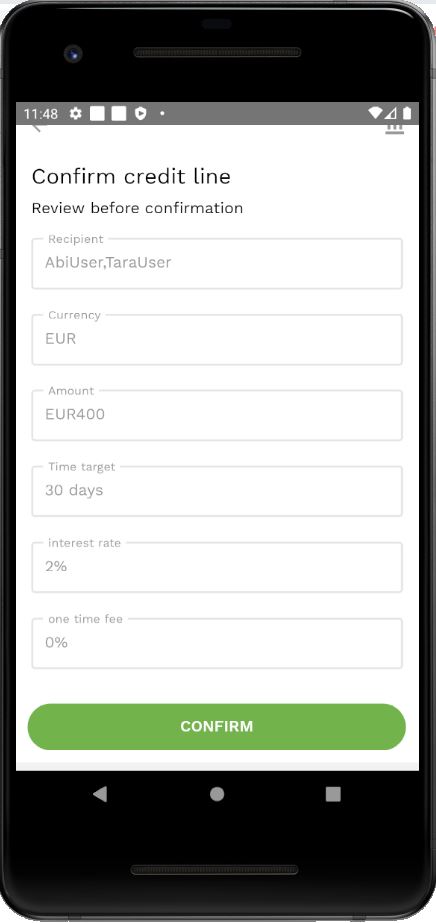 11:48
Confirm credit line
Review before confirmation
Recipient
AbiUser,TaraUser
Currency
EUR
Amount
EUR400
Time target
30 days
interest rate
2%
one time fee
0%
CONFIRM